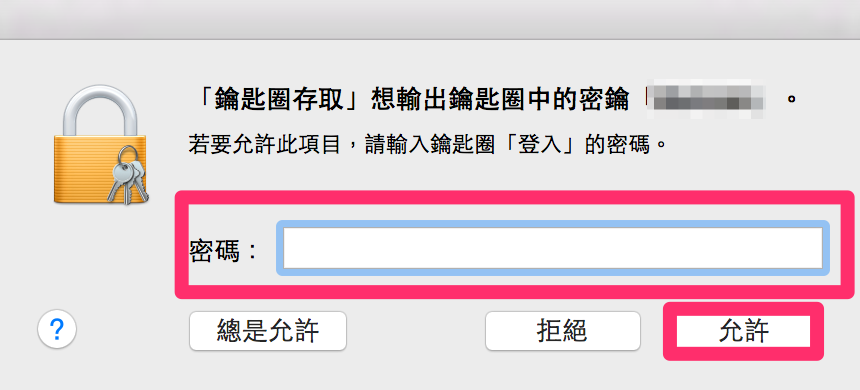 「鑰匙圈存取」想輸出鑰匙圈中的密鑰「 。
若要允許此項目，請輸入鑰匙圈「登入」的密碼。
密碼：
?
總是允許
拒絕
允許